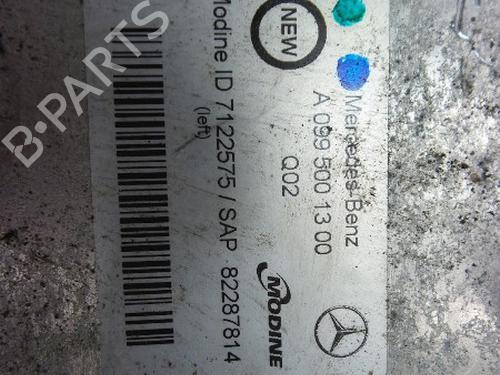 NEW
Mercedes-Benz
A 099 500 13 00
Q02
Modine ID 7122575 / SAP 82287814
(left)
MODINE
B-PARTS